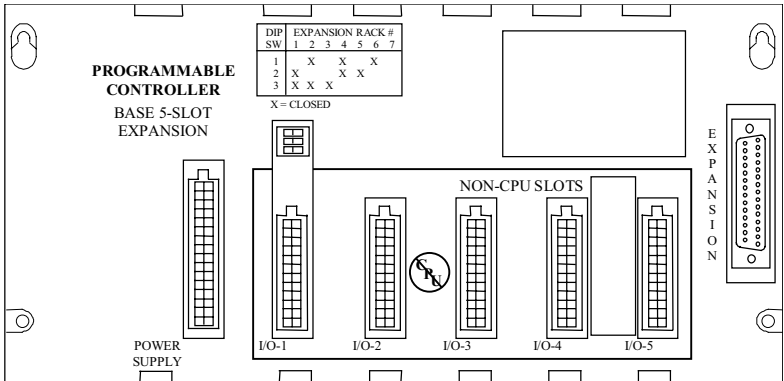 DIP EXPANSION RACK #
SW 1 2 3 4 5 6 7
1 X X X
2 X X X
3 X X X
X = CLOSED
PROGRAMMABLE
CONTROLLER
BASE 5-SLOT
EXPANSION
EXPANSION
NON-CPU SLOTS
CPU
I/O-1
I/O-2
I/O-3
I/O-4
I/O-5
POWER
SUPPLY